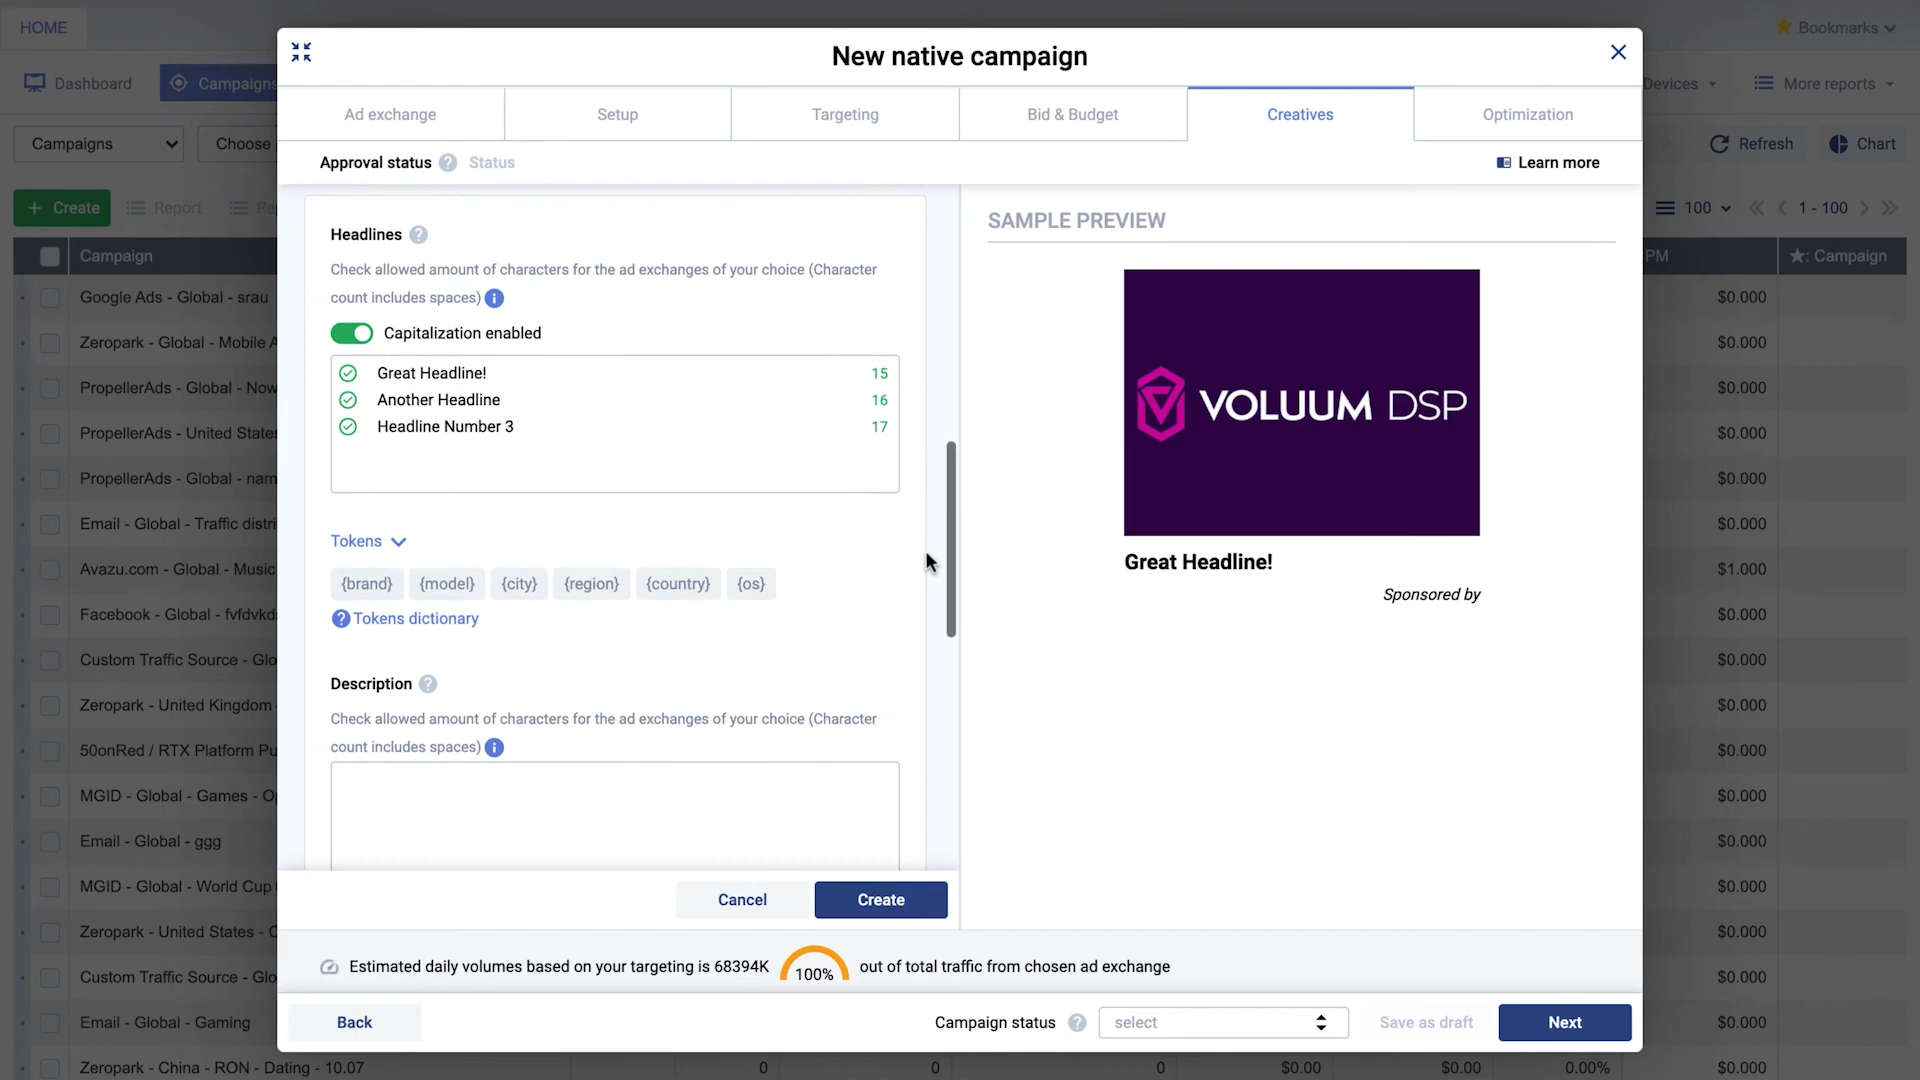 HOME
Bookmarks
New native campaign
Dashboard
Campaigns
Devices
More reports
Ad exchange
Setup
Targeting
Bid & Budget
Creatives
Optimization
Campaigns
Choose
Refresh
Chart
Approval status
Status
Learn more
Create
Report
100
1 - 100
Campaign
★: Campaign
Headlines
Check allowed amount of characters for the ad exchanges of your choice (Character
count includes spaces)
Capitalization enabled
Great Headline! 15
Another Headline 16
Headline Number 3 17
Tokens
{brand} {model} {city} {region} {country} {os}
Tokens dictionary
Description
Check allowed amount of characters for the ad exchanges of your choice (Character
count includes spaces)
Cancel
Create
SAMPLE PREVIEW
VOLUUM DSP
Great Headline!
Sponsored by
Google Ads - Global - srau $0.000
Zeropark - Global - Mobile A $0.000
PropellerAds - Global - Now $0.000
PropellerAds - United States $0.000
PropellerAds - Global - nam $0.000
Email - Global - Traffic distri $0.000
Avazu.com - Global - Music $1.000
Facebook - Global - fvfdvkds $0.000
Custom Traffic Source - Glo $0.000
Zeropark - United Kingdom $0.000
50onRed / RTX Platform Pu $0.000
MGID - Global - Games - Op $0.000
Email - Global - ggg $0.000
MGID - Global - World Cup $0.000
Zeropark - United States - C $0.000
Custom Traffic Source - Glo $0.000
Email - Global - Gaming $0.000
Estimated daily volumes based on your targeting is 68394K 100% out of total traffic from chosen ad exchange
Back
Campaign status
select
Save as draft
Next
Zeropark - China - RON - Dating - 10.07 0 0 0 $0.00 $0.00 0.00% $0.000